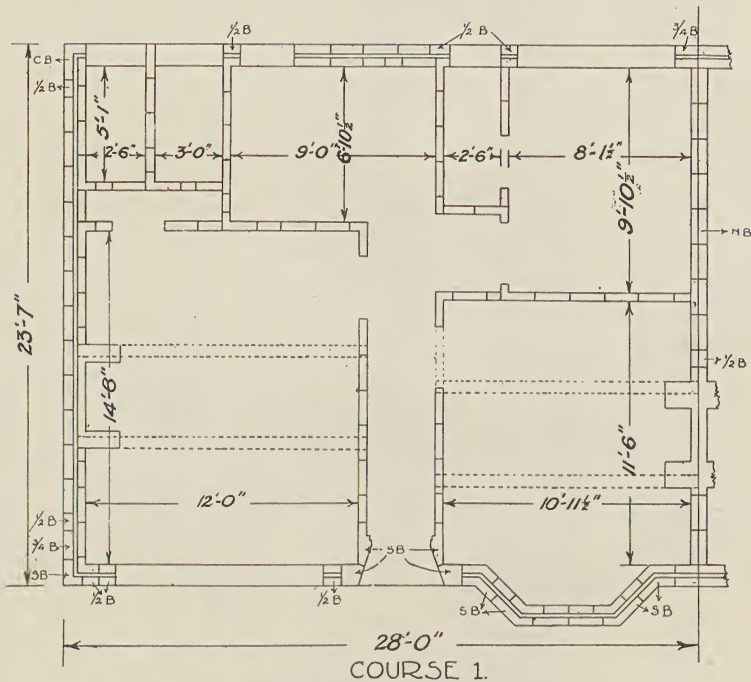 ½B
½B
¾B
CB
½B
5'-1"
2'-6"
3'-0"
9'-0"
6'-10½"
2'-6"
8'-1½"
9'-10½"
HB
23'-7"
½B
14'-8"
11'-6"
12'-0"
10'-11½"
½B
¾B
SB
½B
½B
SB
SB
SB
28'-0"
COURSE 1.